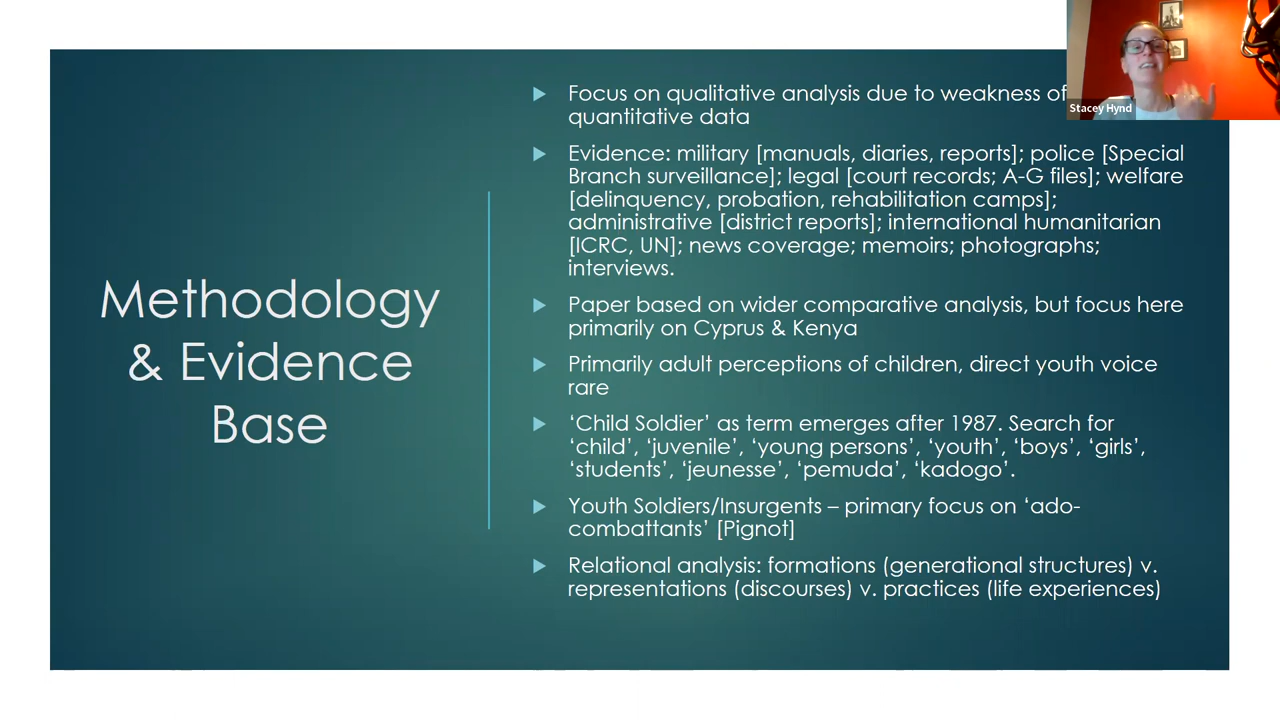 Methodology
& Evidence
Base
Focus on qualitative analysis due to weakness of
quantitative data
Evidence: military [manuals, diaries, reports]; police [Special
Branch surveillance]; legal [court records; A-G files]; welfare
[delinquency, probation, rehabilitation camps];
administrative [district reports]; international humanitarian
[ICRC, UN]; news coverage; memoirs; photographs;
interviews.
Paper based on wider comparative analysis, but focus here
primarily on Cyprus & Kenya
Primarily adult perceptions of children, direct youth voice
rare
‘Child Soldier’ as term emerges after 1987. Search for
‘child’, ‘juvenile’, ‘young persons’, ‘youth’, ‘boys’, ‘girls’,
‘students’, ‘jeunesse’, ‘pemuda’, ‘kadogo’.
Youth Soldiers/Insurgents – primary focus on ‘ado-
combattants’ [Pignot]
Relational analysis: formations (generational structures) v.
representations (discourses) v. practices (life experiences)
Stacey Hynd